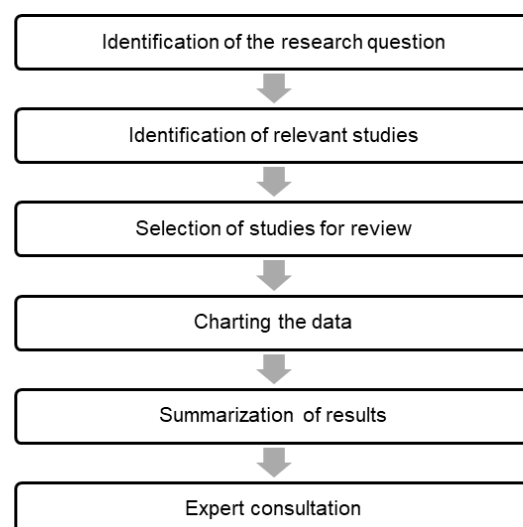 Identification of the research question
Identification of relevant studies
Selection of studies for review
Charting the data
Summarization of results
Expert consultation